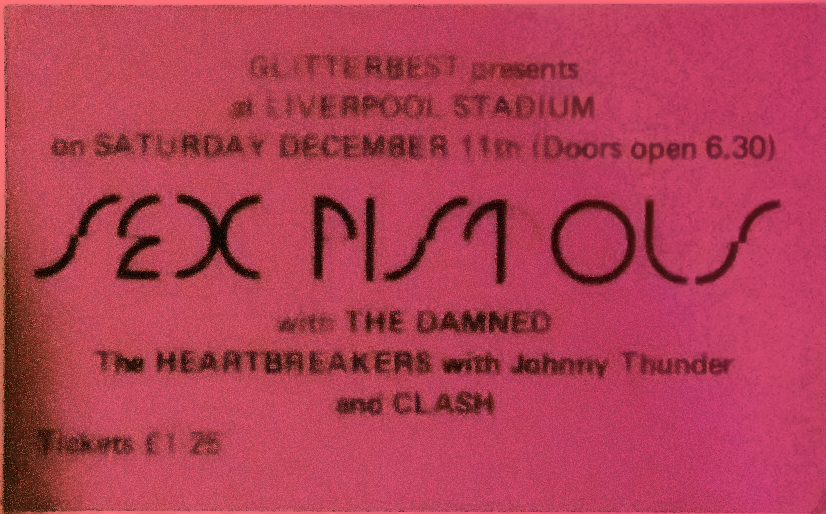 GLITTERBEST presents
at LIVERPOOL STADIUM
on SATURDAY DECEMBER 11th (Doors open 6.30)
SEX PISTOLS
with THE DAMNED
The HEARTBREAKERS with Johnny Thunder
and CLASH
Tickets £1.25